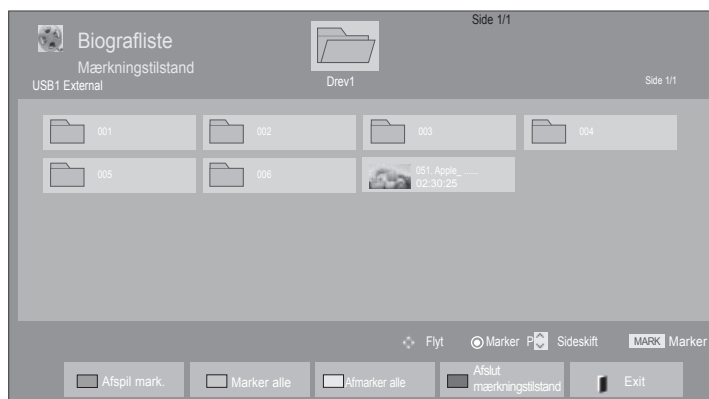 Side 1/1
Biografliste
Mærkningstilstand
USB1 External
Drev1
Side 1/1
001
002
003
004
005
006
051. Apple_ ......
02:30:25
Flyt
Marker
P
Sideskift
MARK
Marker
Afspil mark.
Marker alle
Afmarker alle
Afslut
mærkningstilstand
Exit